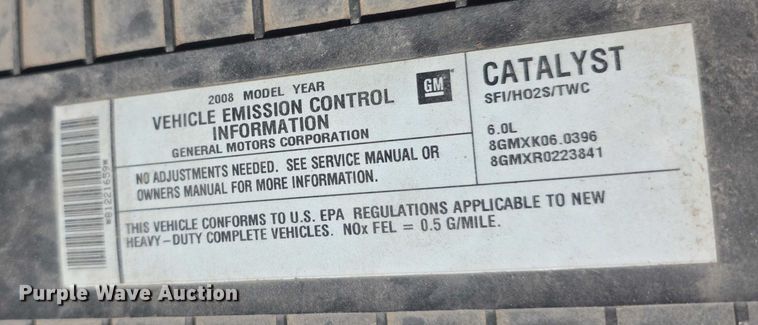 2008 MODEL YEAR
VEHICLE EMISSION CONTROL
INFORMATION
GENERAL MOTORS CORPORATION
GM
NO ADJUSTMENTS NEEDED. SEE SERVICE MANUAL OR
OWNERS MANUAL FOR MORE INFORMATION.
CATALYST
SFI/HO2S/TWC
6.0L
8GMXK06.0396
8GMXR0223841
THIS VEHICLE CONFORMS TO U.S. EPA REGULATIONS APPLICABLE TO NEW
HEAVY-DUTY COMPLETE VEHICLES. NOx FEL = 0.5 G/MILE.
*81221659*
Purple Wave Auction